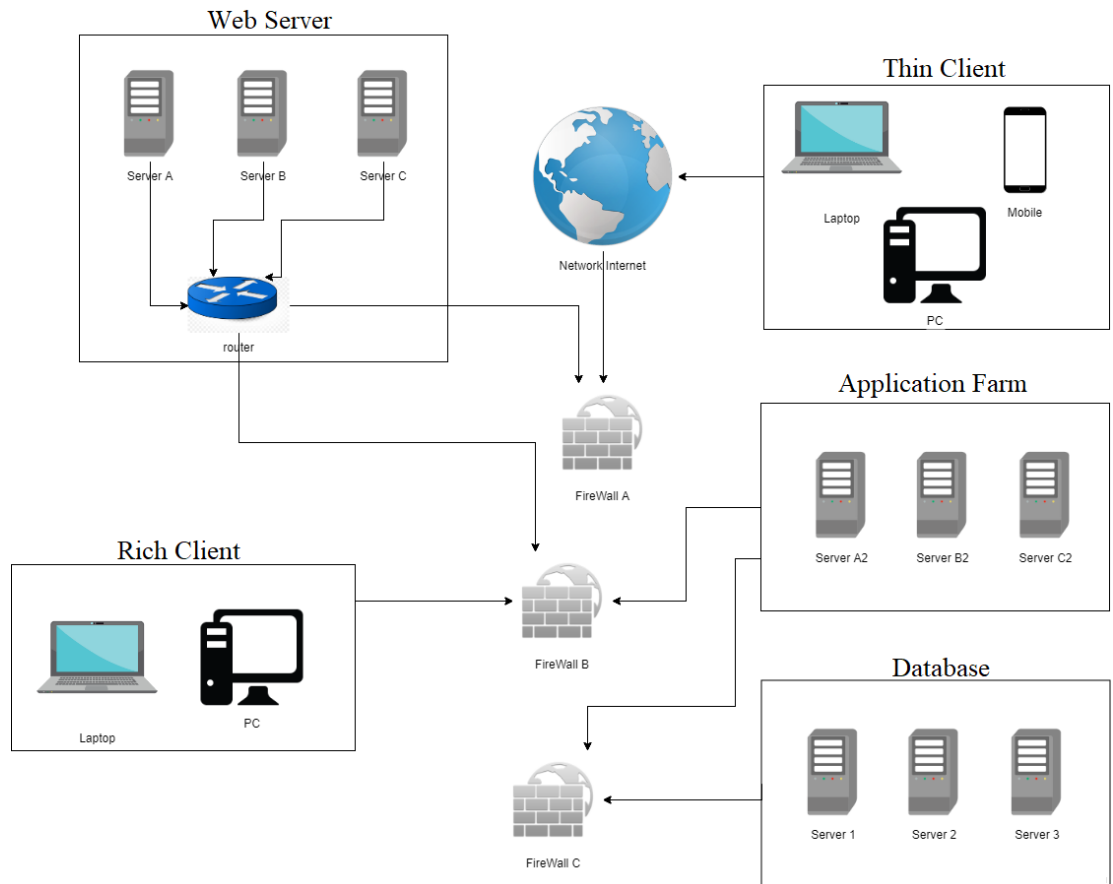 Web Server
Server A
Server B
Server C
router
Network Internet
Thin Client
Laptop
Mobile
PC
FireWall A
Application Farm
Server A2
Server B2
Server C2
Rich Client
Laptop
PC
FireWall B
Database
Server 1
Server 2
Server 3
FireWall C